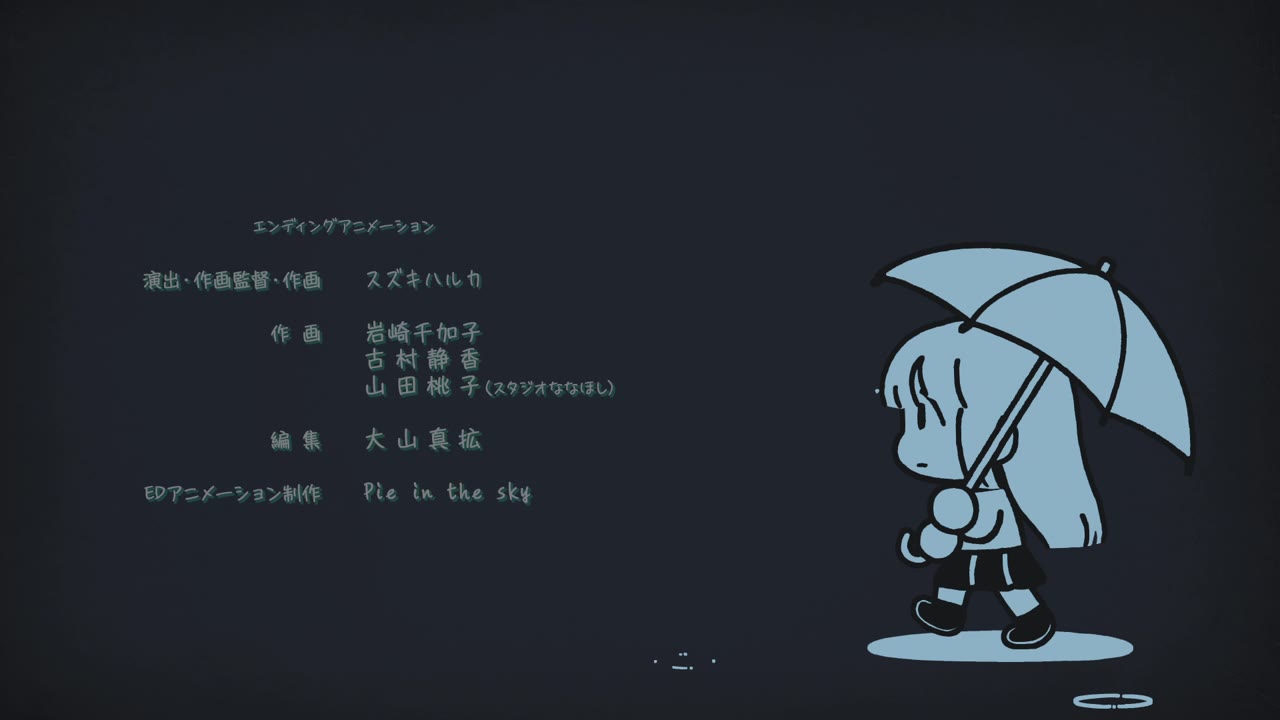 エンディングアニメーション
演出・作画監督・作画 スズキハルカ
作画 岩崎千加子
古村静香
山田桃子(スタジオななほし)
編集 大山真拡
EDアニメーション制作 Pie in the sky